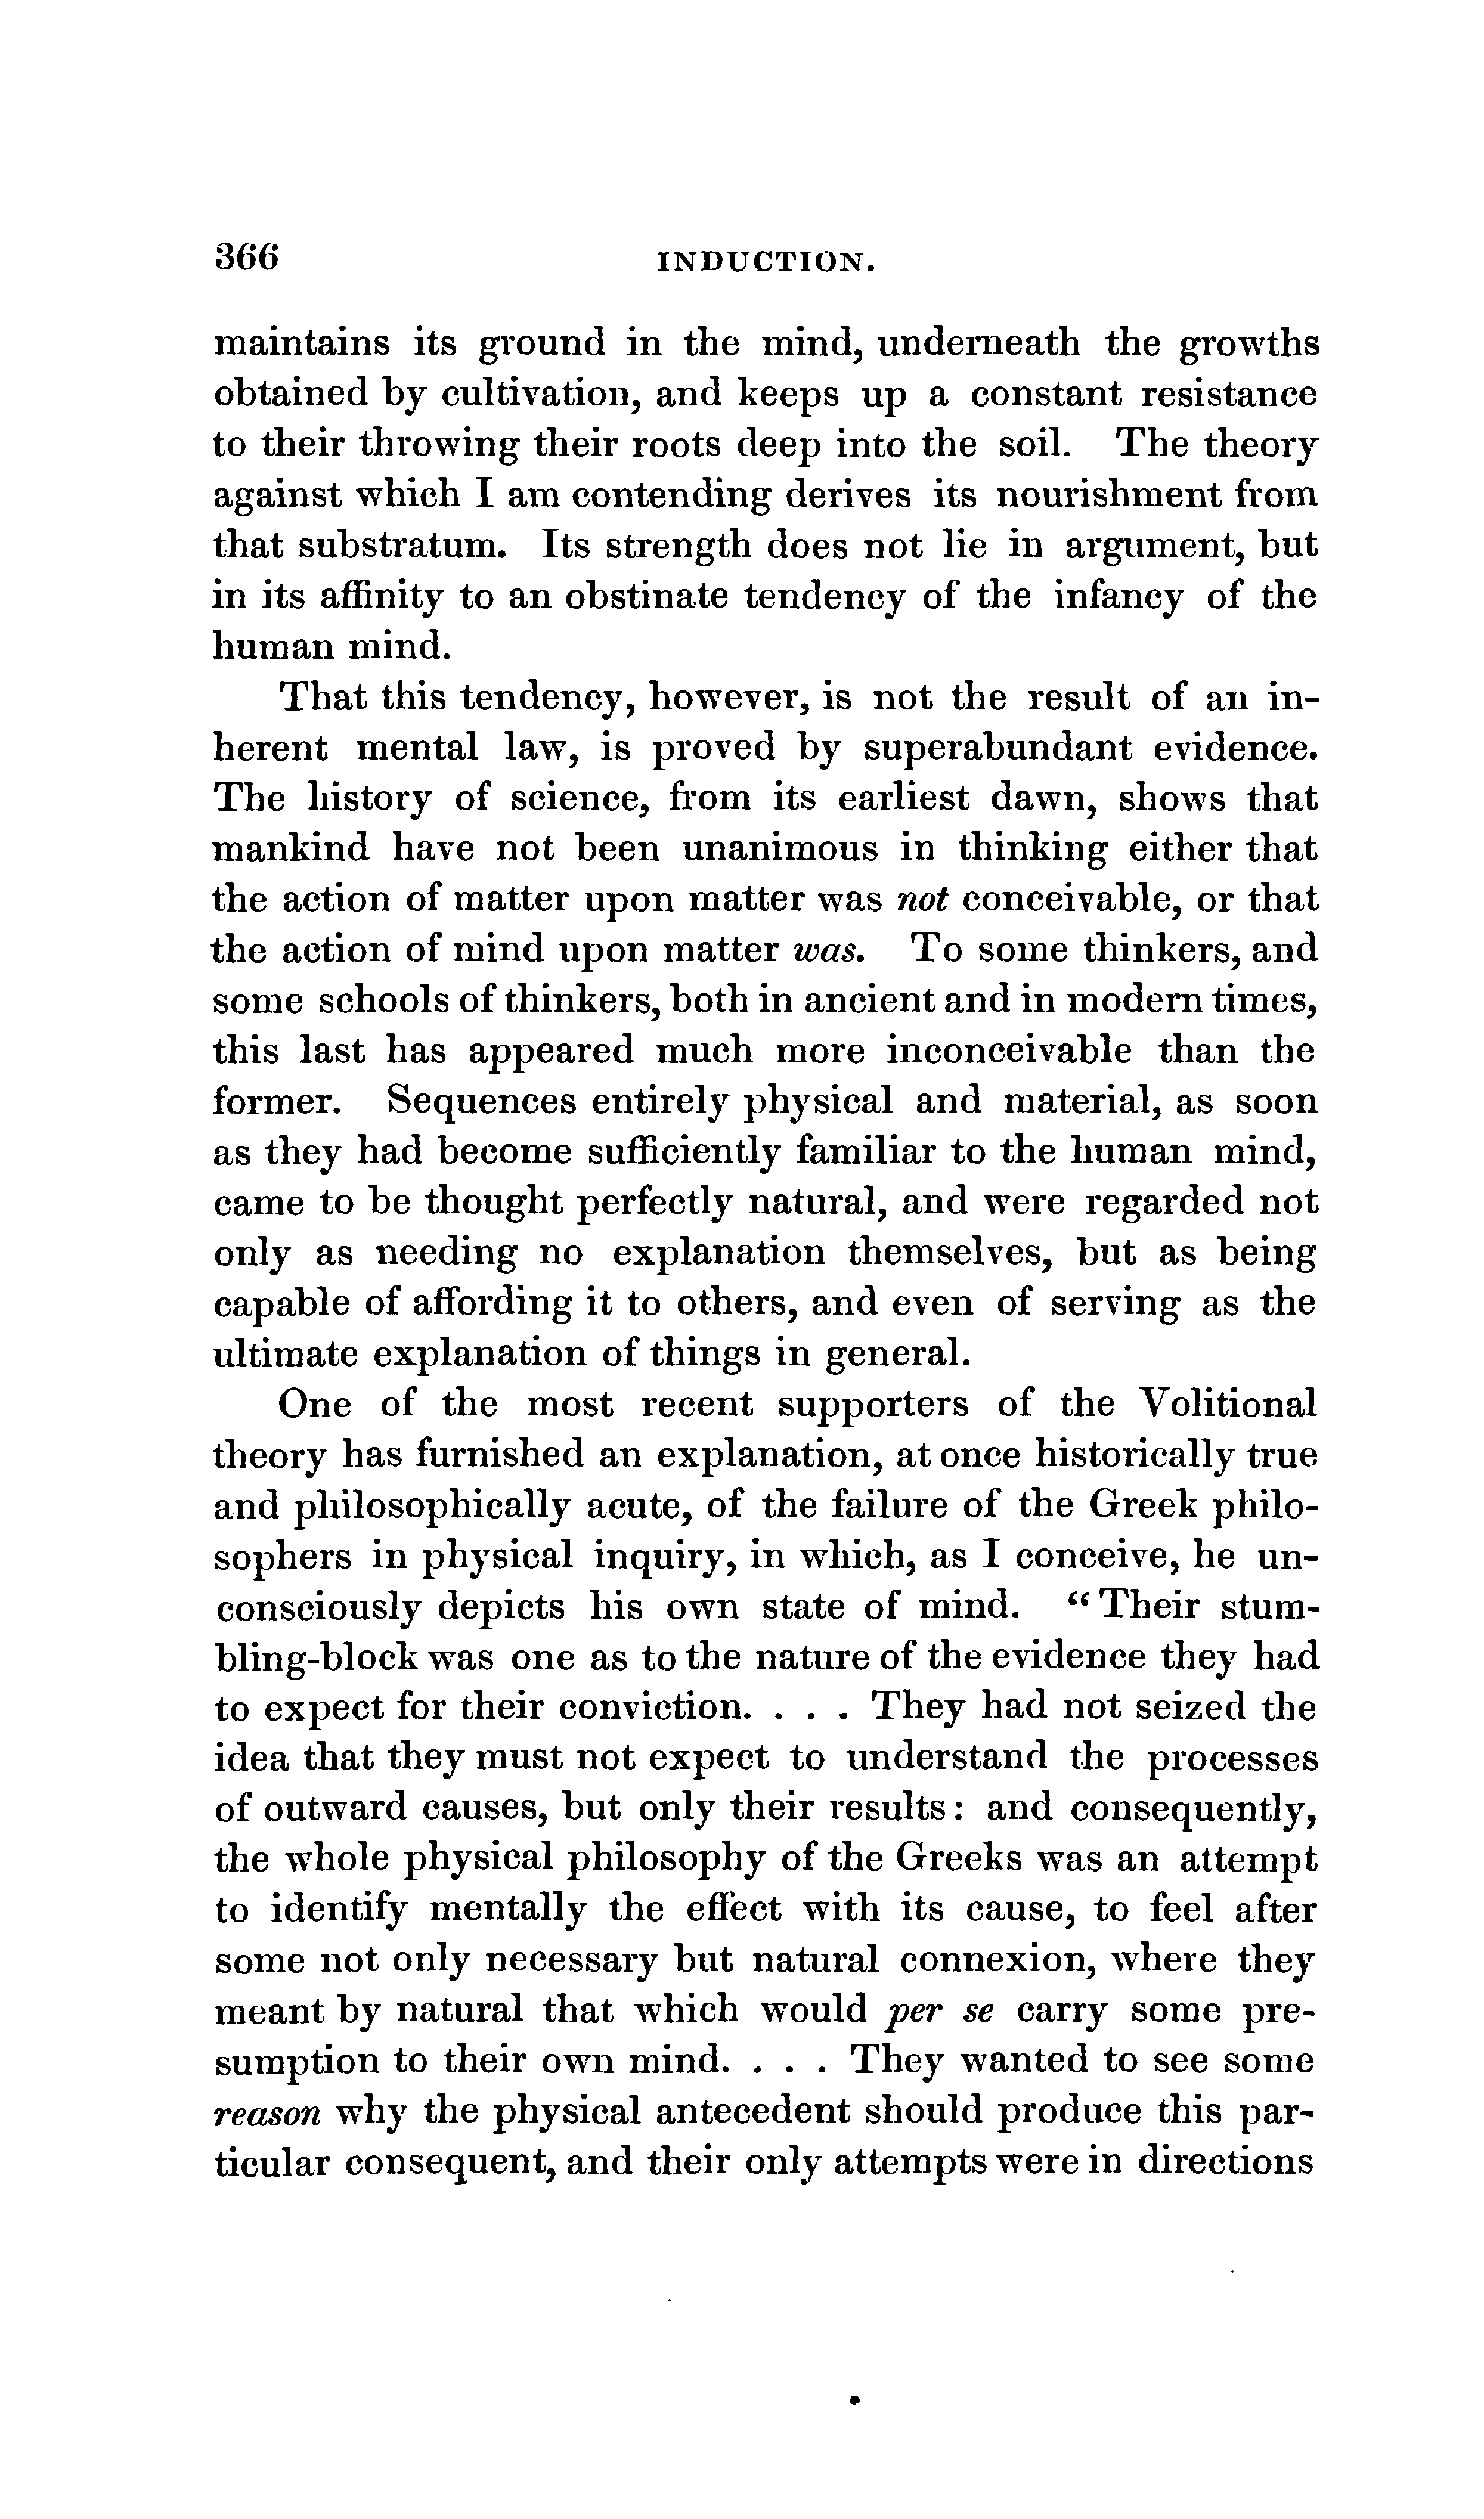 366 INDUCTION.
maintains its ground in the mind, underneath the growths
obtained by cultivation, and keeps up a constant resistance
to their throwing their roots deep into the soil. The theory
against which I am contending derives its nourishment from
that substratum. Its strength does not lie in argument, but
in its affinity to an obstinate tendency of the infancy of the
human mind.
That this tendency, however, is not the result of an in-
herent mental law, is proved by superabundant evidence.
The history of science, from its earliest dawn, shows that
mankind have not been unanimous in thinking either that
the action of matter upon matter was not conceivable, or that
the action of mind upon matter was. To some thinkers, and
some schools of thinkers, both in ancient and in modern times,
this last has appeared much more inconceivable than the
former. Sequences entirely physical and material, as soon
as they had become sufficiently familiar to the human mind,
came to be thought perfectly natural, and were regarded not
only as needing no explanation themselves, but as being
capable of affording it to others, and even of serving as the
ultimate explanation of things in general.
One of the most recent supporters of the Volitional
theory has furnished an explanation, at once historically true
and philosophically acute, of the failure of the Greek philo-
sophers in physical inquiry, in which, as I conceive, he un-
consciously depicts his own state of mind. “Their stum-
bling-block was one as to the nature of the evidence they had
to expect for their conviction. . . . They had not seized the
idea that they must not expect to understand the processes
of outward causes, but only their results: and consequently,
the whole physical philosophy of the Greeks was an attempt
to identify mentally the effect with its cause, to feel after
some not only necessary but natural connexion, where they
meant by natural that which would per se carry some pre-
sumption to their own mind. . . . They wanted to see some
reason why the physical antecedent should produce this par-
ticular consequent, and their only attempts were in directions